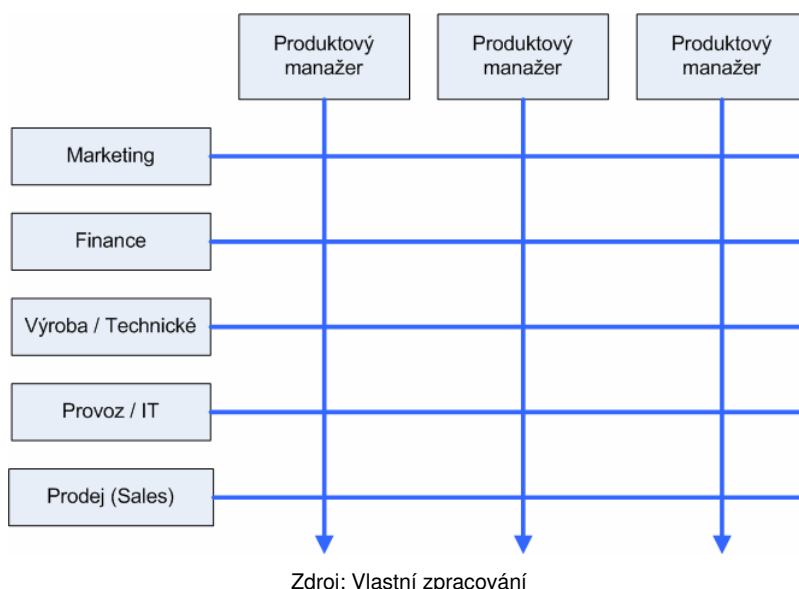 Produktový
manažer
Produktový
manažer
Produktový
manažer
Marketing
Finance
Výroba / Technické
Provoz / IT
Prodej (Sales)
Zdroj: Vlastní zpracování